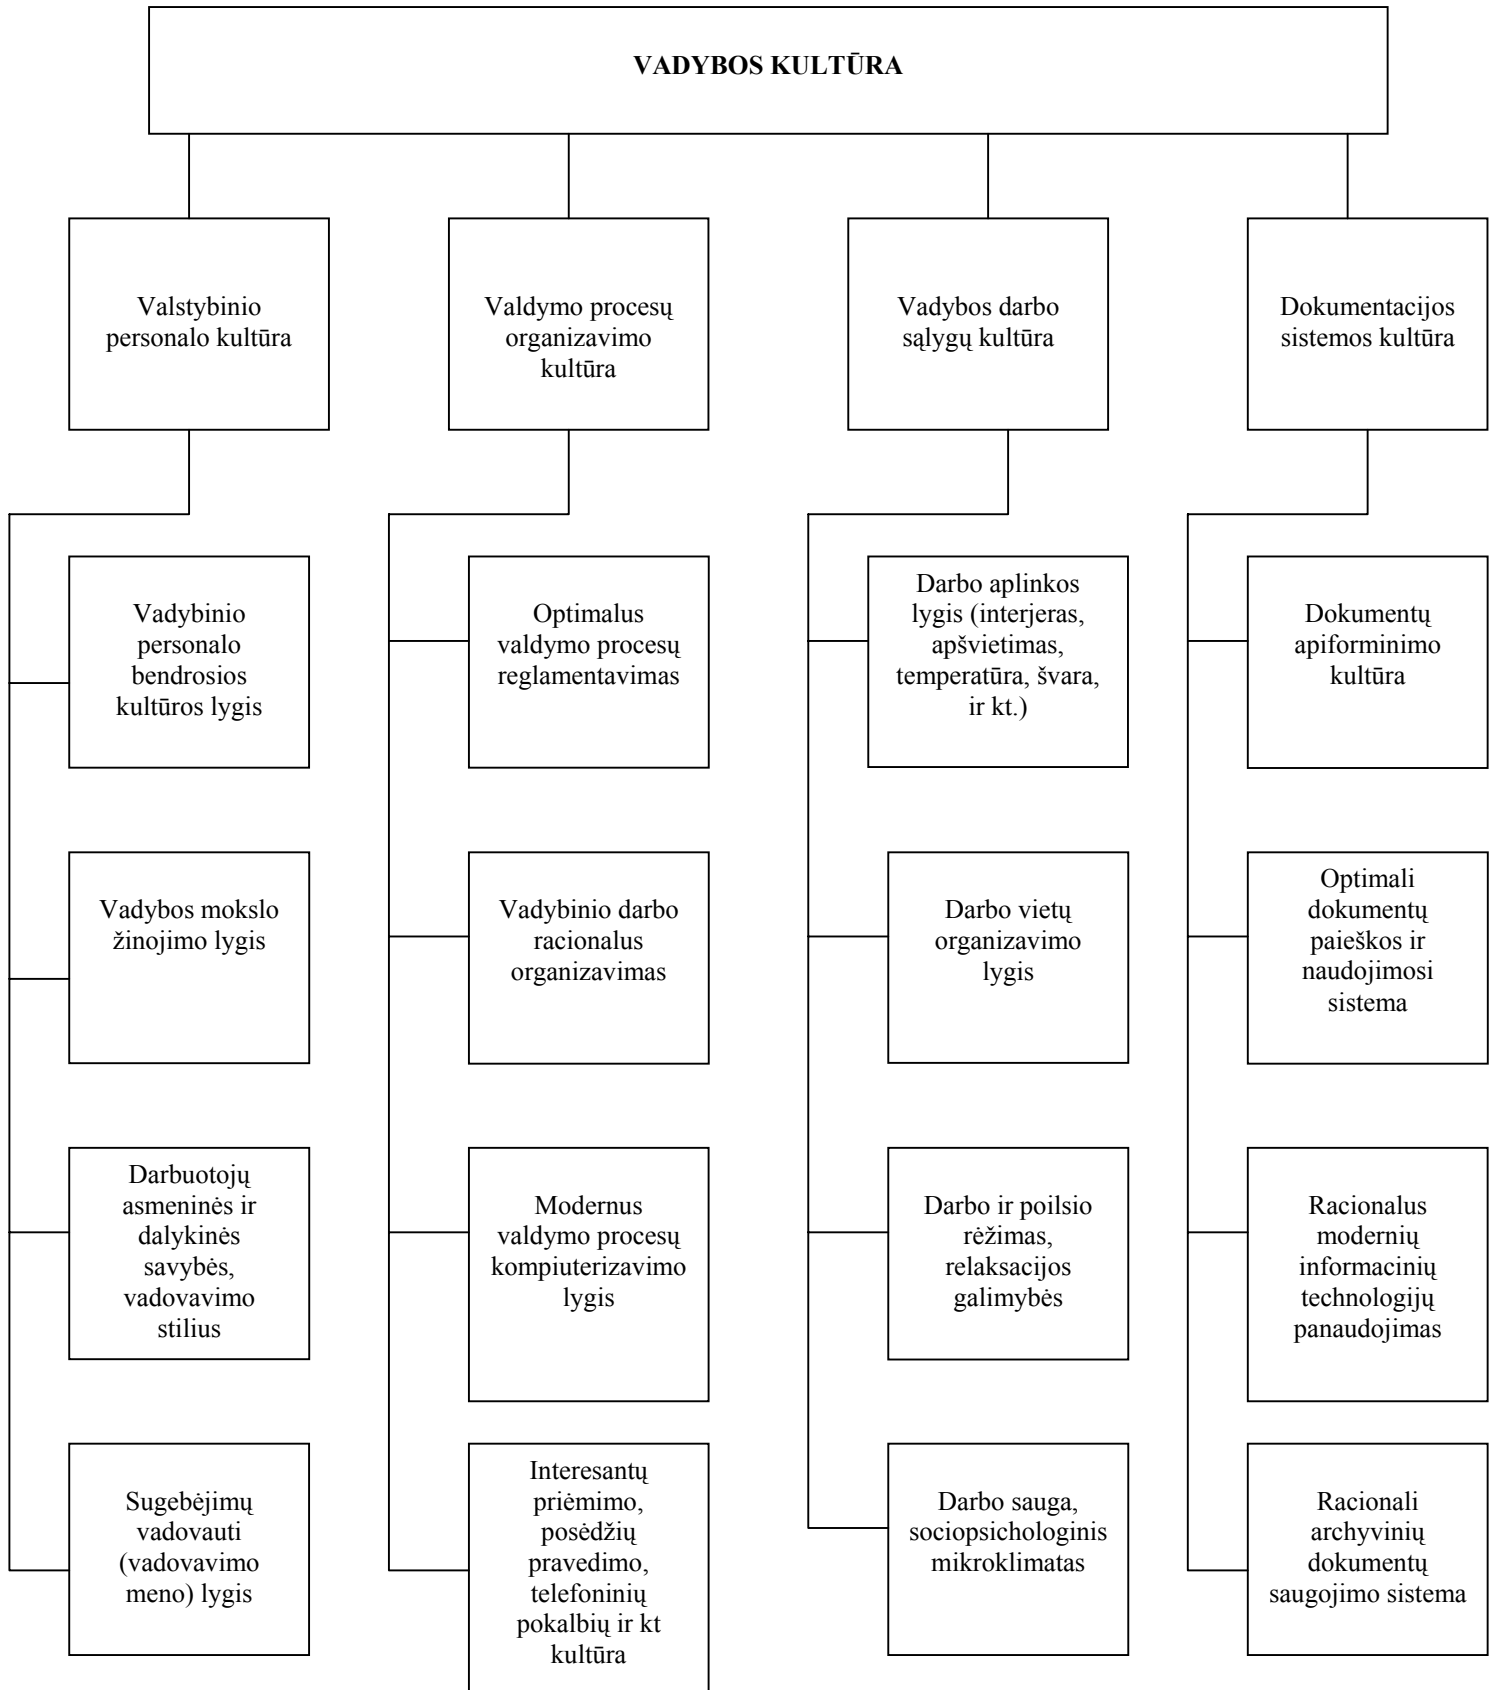 VADYBOS KULTŪRA
Valstybinio
personalo kultūra
Valdymo procesų
organizavimo
kultūra
Vadybos darbo
sąlygų kultūra
Dokumentacijos
sistemos kultūra
Vadybinio
personalo
bendrosios
kultūros lygis
Optimalus
valdymo procesų
reglamentavimas
Darbo aplinkos
lygis (interjeras,
apšvietimas,
temperatūra, švara,
ir kt.)
Dokumentų
apiforminimo
kultūra
Vadybos mokslo
žinojimo lygis
Vadybinio darbo
racionalus
organizavimas
Darbo vietų
organizavimo
lygis
Optimali
dokumentų
paieškos ir
naudojimosi
sistema
Darbuotojų
asmeninės ir
dalykinės
savybės,
vadovavimo
stilius
Modernus
valdymo procesų
kompiuterizavimo
lygis
Darbo ir poilsio
rėžimas,
relaksacijos
galimybės
Racionalus
modernių
informacinių
technologijų
panaudojimas
Sugebėjimų
vadovauti
(vadovavimo
meno) lygis
Interesantų
priėmimo,
posėdžių
pravedimo,
telefoninių
pokalbių ir kt
kultūra
Darbo sauga,
sociopsichologinis
mikroklimatas
Racionali
archyvinių
dokumentų
saugojimo sistema